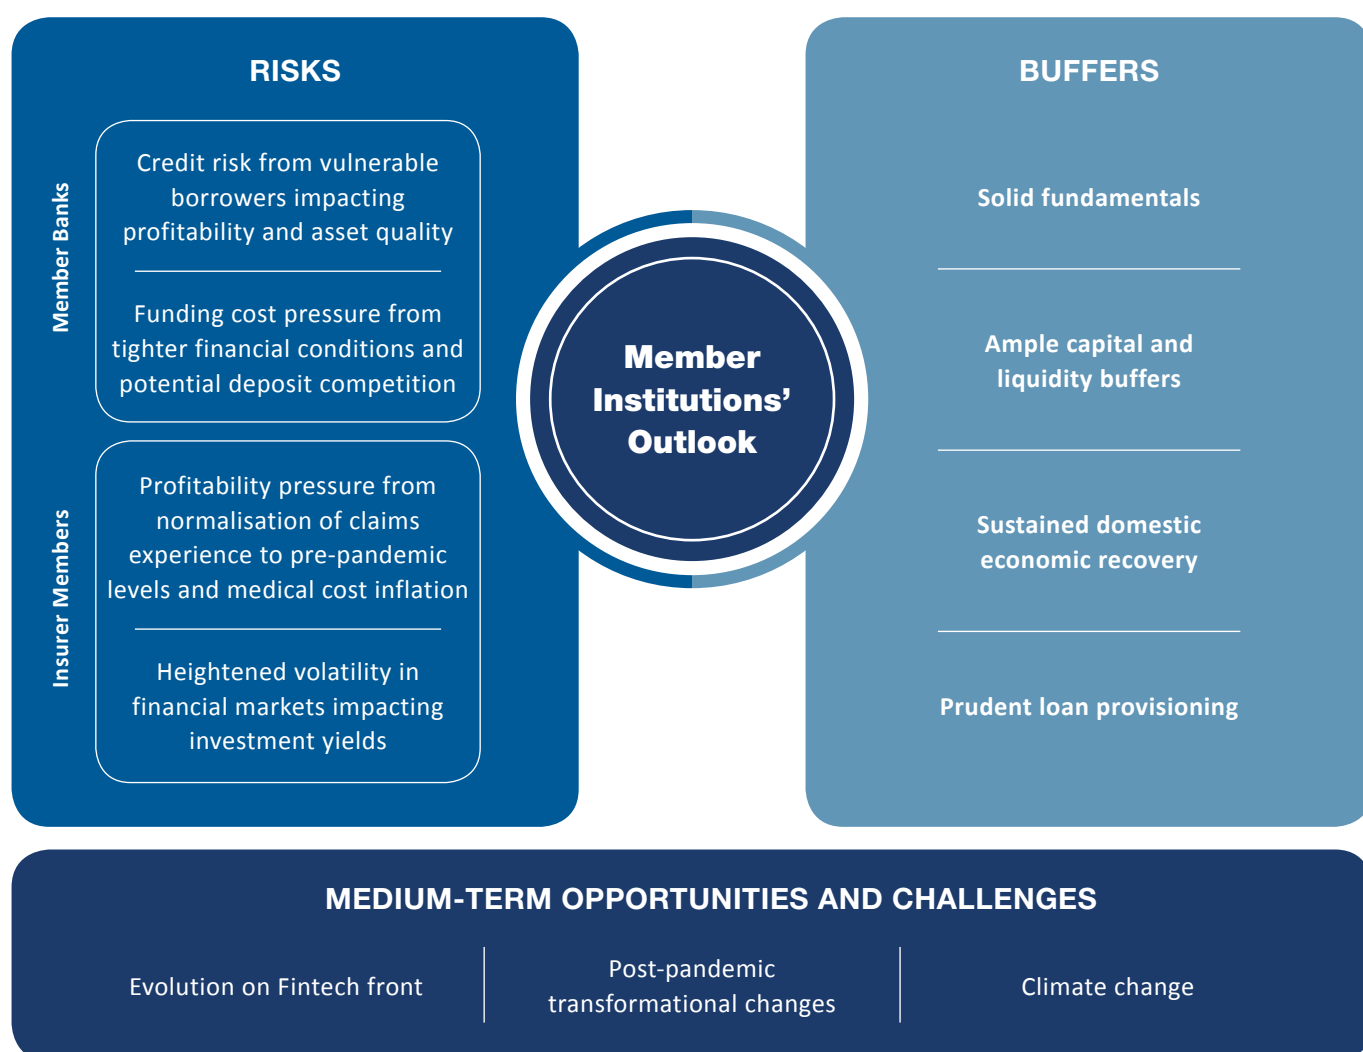 RISKS
Member Banks
Credit risk from vulnerable
borrowers impacting
profitability and asset quality
Funding cost pressure from
tighter financial conditions and
potential deposit competition
Insurer Members
Profitability pressure from
normalisation of claims
experience to pre-pandemic
levels and medical cost inflation
Heightened volatility in
financial markets impacting
investment yields
Member
Institutions’
Outlook
BUFFERS
Solid fundamentals
Ample capital and
liquidity buffers
Sustained domestic
economic recovery
Prudent loan provisioning
MEDIUM-TERM OPPORTUNITIES AND CHALLENGES
Evolution on Fintech front
Post-pandemic
transformational changes
Climate change